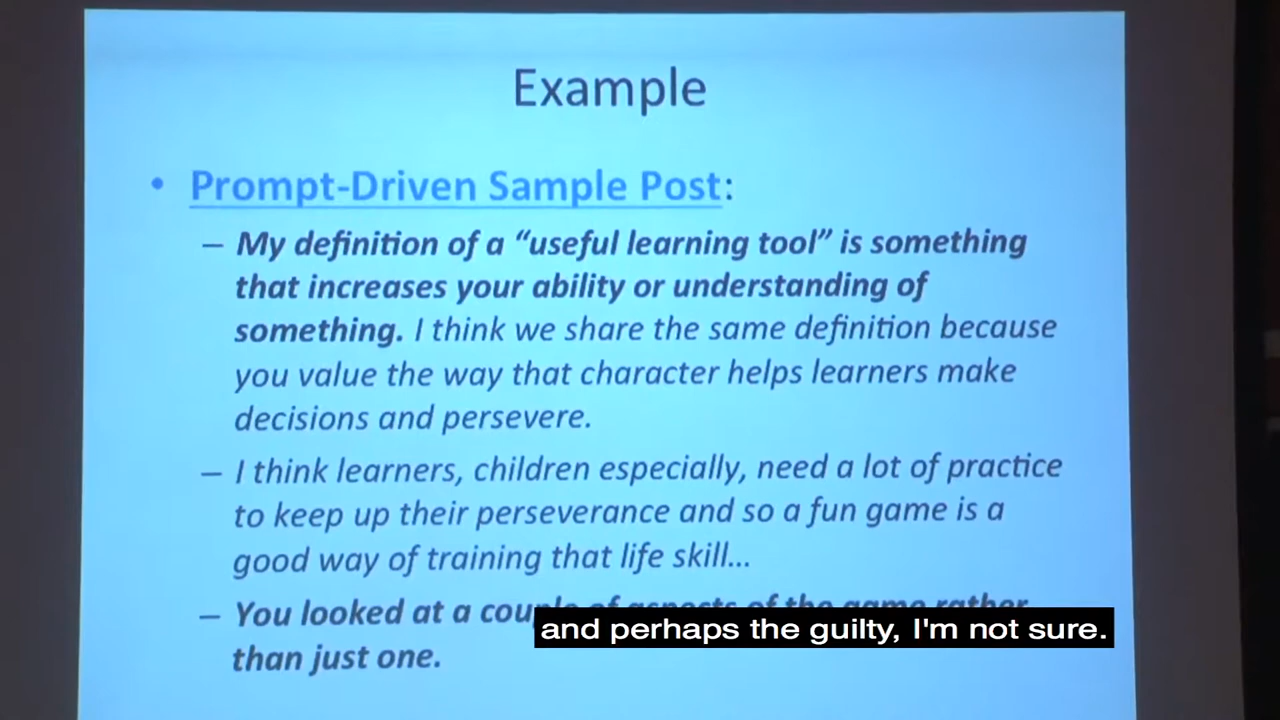 Example
• Prompt-Driven Sample Post:
– My definition of a “useful learning tool” is something
that increases your ability or understanding of
something. I think we share the same definition because
you value the way that character helps learners make
decisions and persevere.
– I think learners, children especially, need a lot of practice
to keep up their perseverance and so a fun game is a
good way of training that life skill...
– You looked at a couple of aspects of the game rather
than just one.
and perhaps the guilty, I'm not sure.